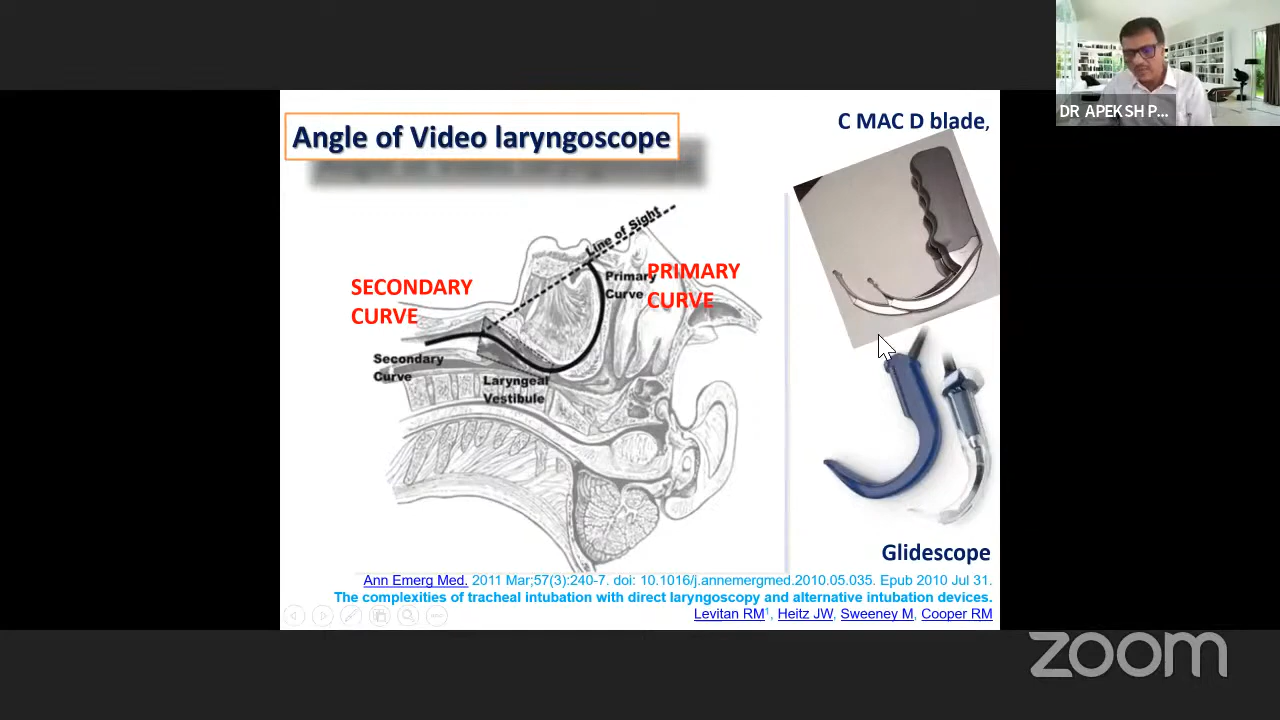 DR APEKSH P...
Angle of Video laryngoscope
C MAC D blade,
Line of Sight
Primary
Curve
PRIMARY
CURVE
SECONDARY
CURVE
Secondary
Curve
Laryngeal
Vestibule
Glidescope
Ann Emerg Med. 2011 Mar;57(3):240-7. doi: 10.1016/j.annemergmed.2010.05.035. Epub 2010 Jul 31.
The complexities of tracheal intubation with direct laryngoscopy and alternative intubation devices.
Levitan RM1, Heitz JW, Sweeney M, Cooper RM
zoom